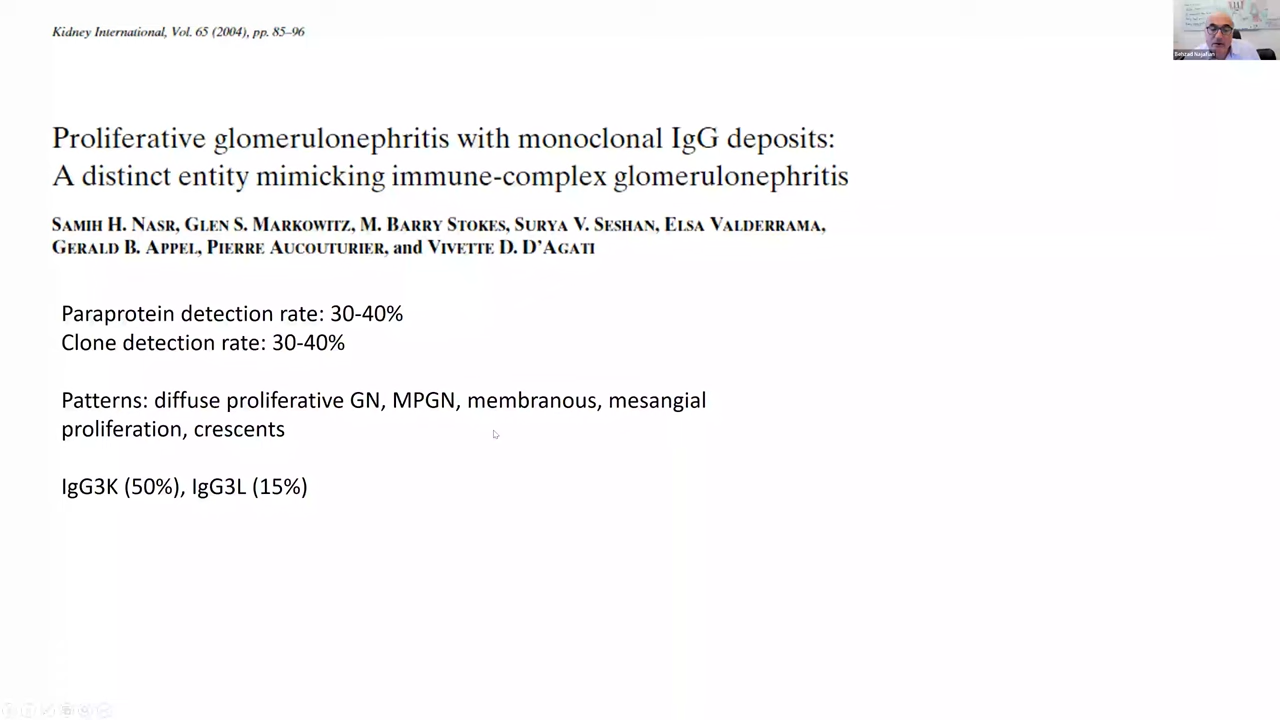 Kidney International, Vol. 65 (2004), pp. 85–96
Proliferative glomerulonephritis with monoclonal IgG deposits:
A distinct entity mimicking immune-complex glomerulonephritis
SAMIH H. NASR, GLEN S. MARKOWITZ, M. BARRY STOKES, SURYA V. SESHAN, ELSA VALDERRAMA,
GERALD B. APPEL, PIERRE AUCOUTURIER, and VIVETTE D. D'AGATI
Paraprotein detection rate: 30-40%
Clone detection rate: 30-40%
Patterns: diffuse proliferative GN, MPGN, membranous, mesangial
proliferation, crescents
IgG3K (50%), IgG3L (15%)
Behzad Najafian